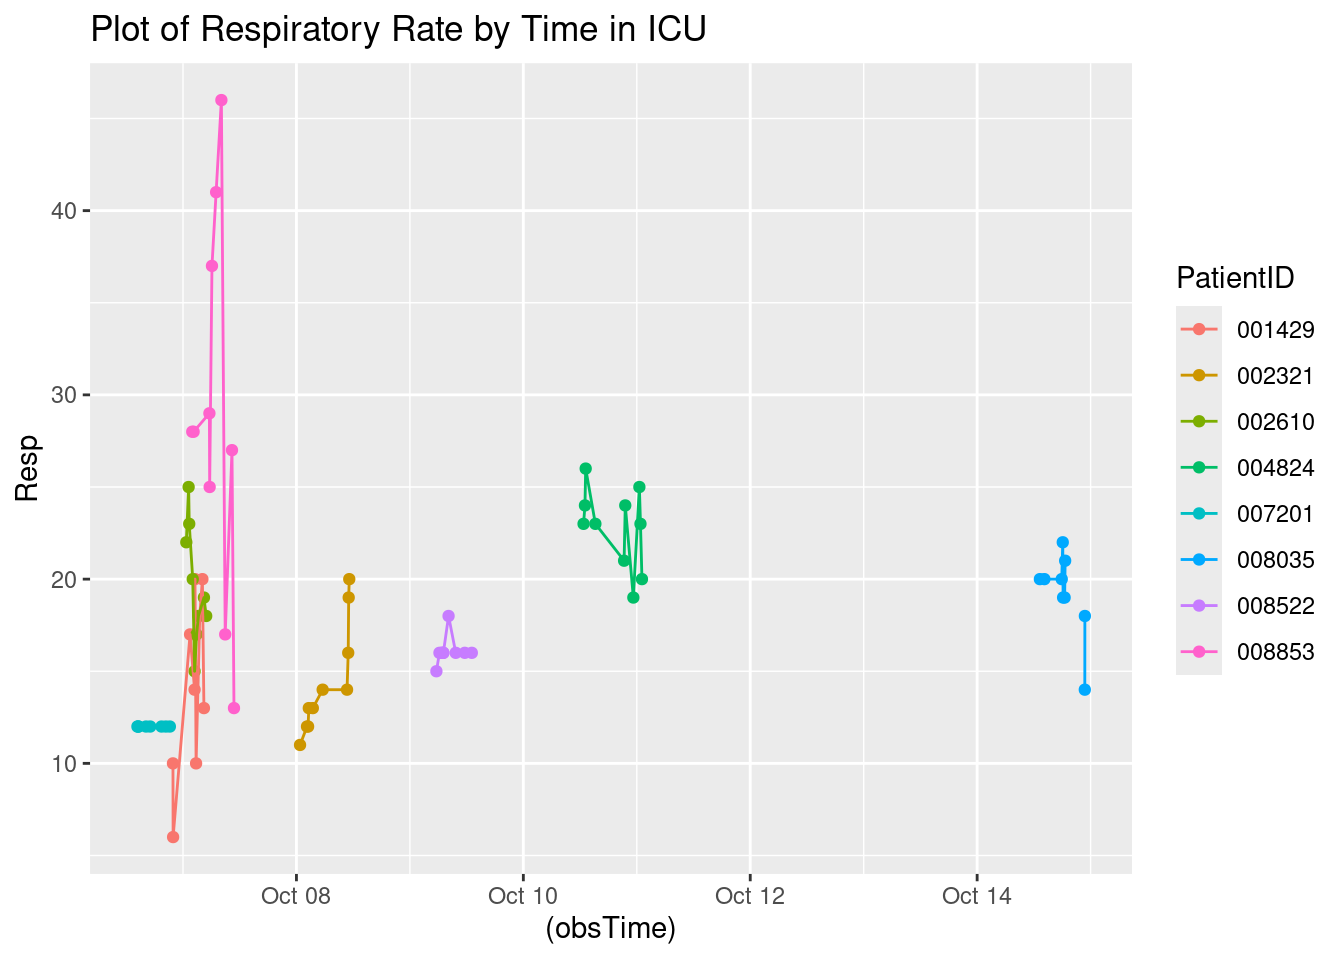 Plot of Respiratory Rate by Time in ICU
Resp
40
30
20
10
Oct 08 Oct 10 Oct 12 Oct 14
(obsTime)
PatientID
001429
002321
002610
004824
007201
008035
008522
008853